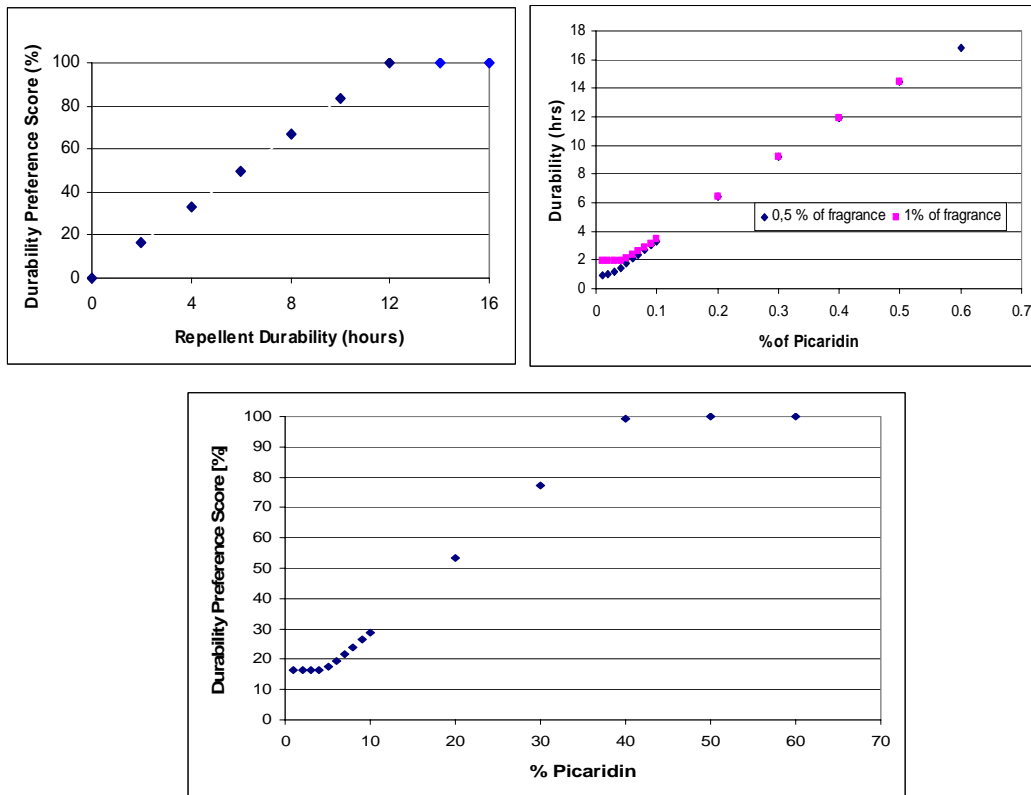 Durability Preference Score (%)
100
80
60
40
20
0
0 4 8 12 16
Repellent Durability (hours)
Durability (hrs)
18
16
14
12
10
8
6
4
2
0
0,5 % of fragrance 1% of fragrance
0 0.1 0.2 0.3 0.4 0.5 0.6 0.7
%of Picaridin
Durability Preference Score [%]
100
90
80
70
60
50
40
30
20
10
0
0 10 20 30 40 50 60 70
% Picaridin